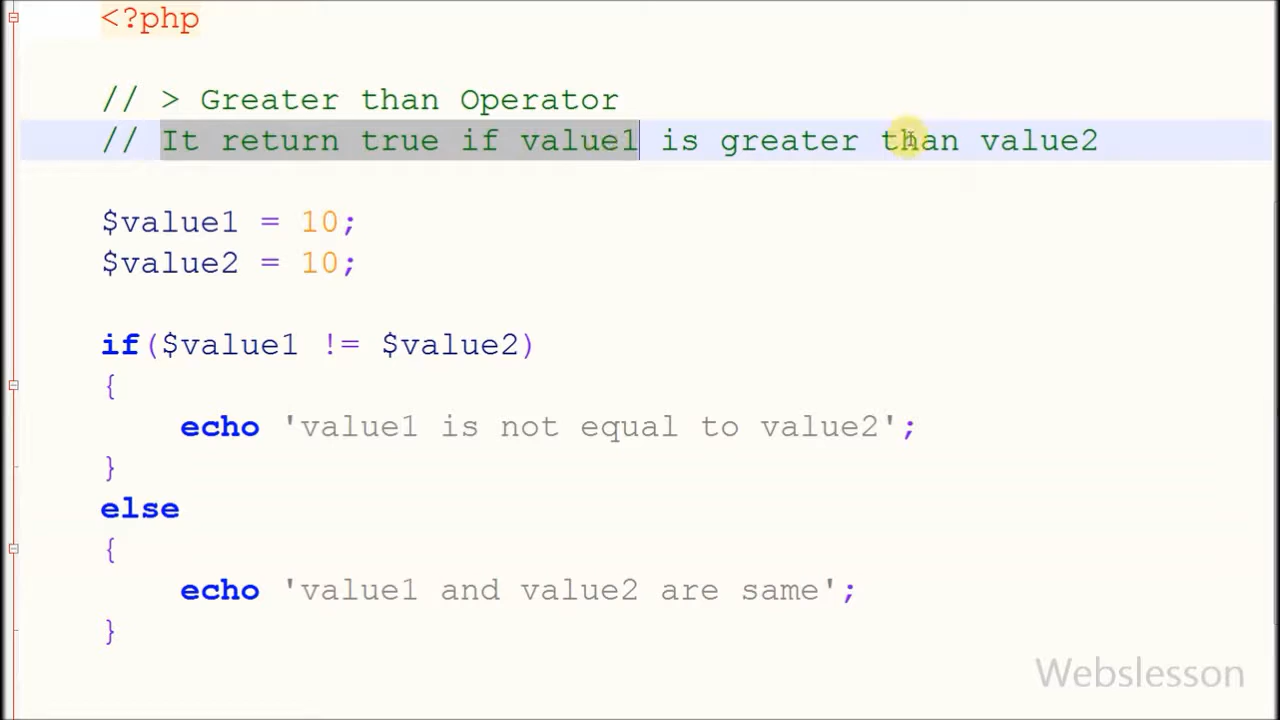 <?php
// > Greater than Operator
// It return true if value1 is greater than value2
$value1 = 10;
$value2 = 10;
if($value1 != $value2)
{
echo 'value1 is not equal to value2';
}
else
{
echo 'value1 and value2 are same';
}
Webslesson